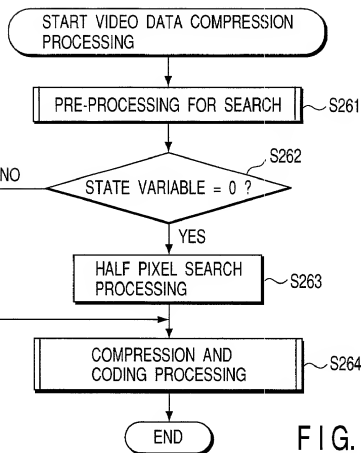 START VIDEO DATA COMPRESSION
PROCESSING
PRE-PROCESSING FOR SEARCH
S261
S262
NO
STATE VARIABLE = 0 ?
YES
HALF PIXEL SEARCH
PROCESSING
S263
COMPRESSION AND
CODING PROCESSING
S264
END
FIG.